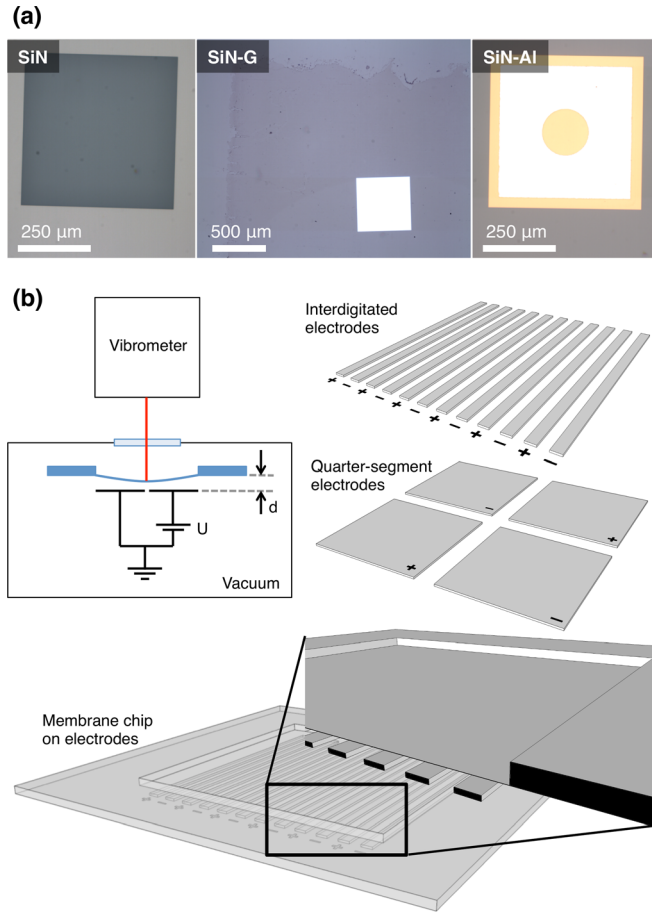 (a)
SiN
SiN-G
SiN-Al
250 μm
500 μm
250 μm
(b)
Vibrometer
d
U
Vacuum
Interdigitated
electrodes
+ − + − + − + − + − + −
Quarter-segment
electrodes
−
+
+
−
Membrane chip
on electrodes
+ − + − + − + − + −